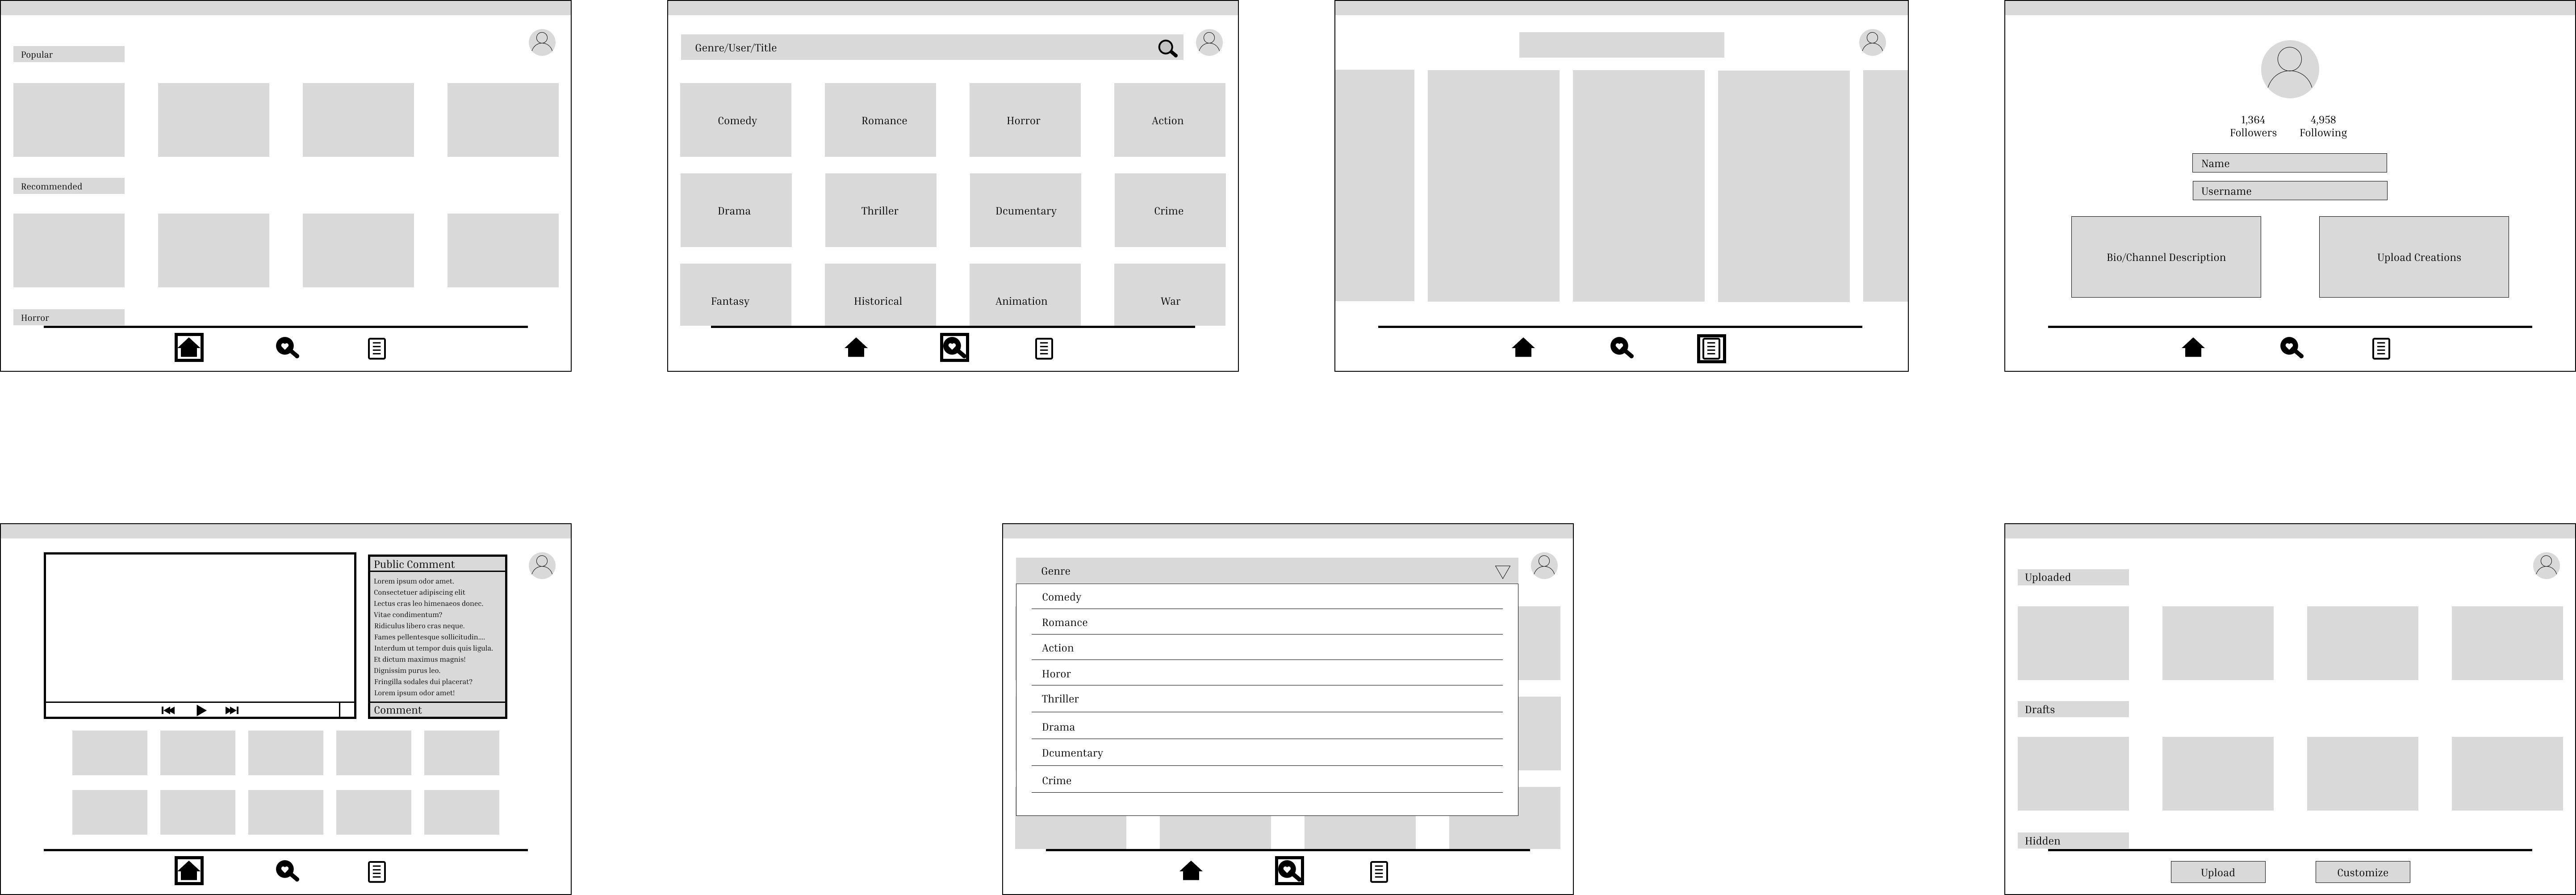 Popular
Recommended
Horror
Genre/User/Title
Comedy
Romance
Horror
Action
Drama
Thriller
Dcumentary
Crime
Fantasy
Historical
Animation
War
1,364
Followers
4,958
Following
Name
Username
Bio/Channel Description
Upload Creations
Public Comment
Lorem ipsum odor amet.
Consectetuer adipiscing elit
Lectus cras leo himenaeos donec.
Vitae condimentum?
Ridiculus libero cras neque.
Fames pellentesque sollicitudin....
Interdum ut tempor duis quis ligula.
Et dictum maximus magnis!
Dignissim purus leo.
Fringilla sodales dui placerat?
Lorem ipsum odor amet!
Comment
Genre
Comedy
Romance
Action
Horor
Thriller
Drama
Dcumentary
Crime
Uploaded
Drafts
Hidden
Upload
Customize